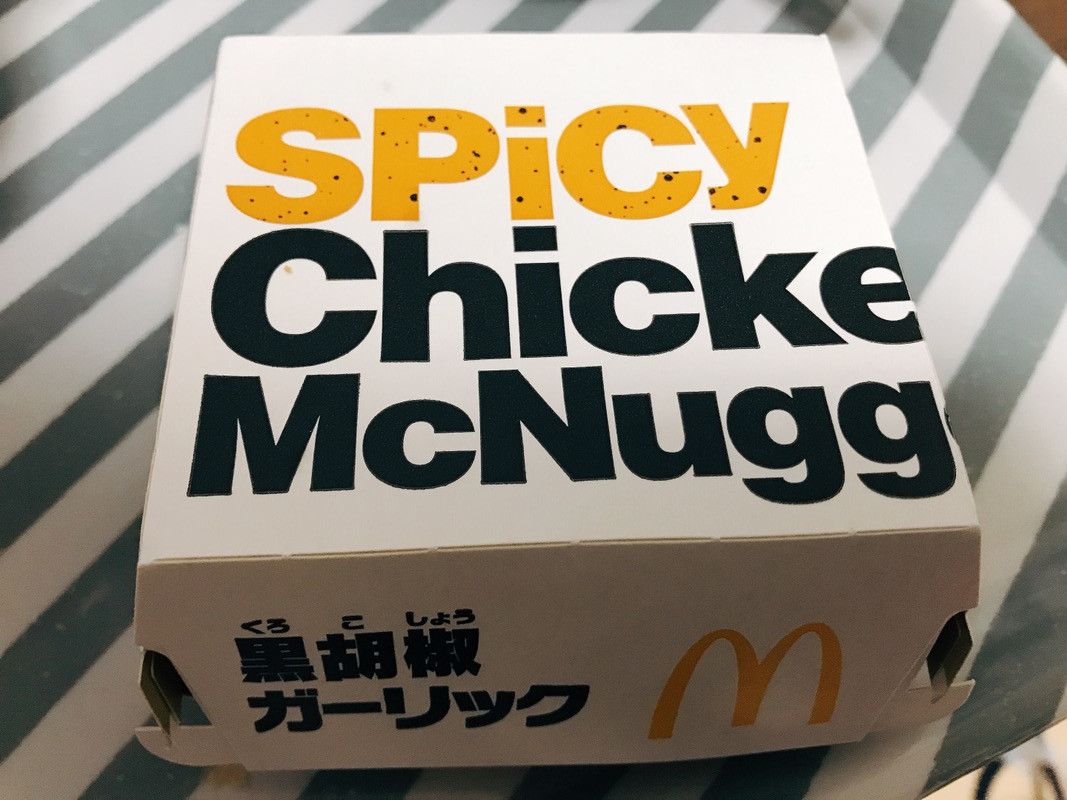 SPiCy
Chicke
McNugg
くろ こ しょう
黒胡椒
ガーリック